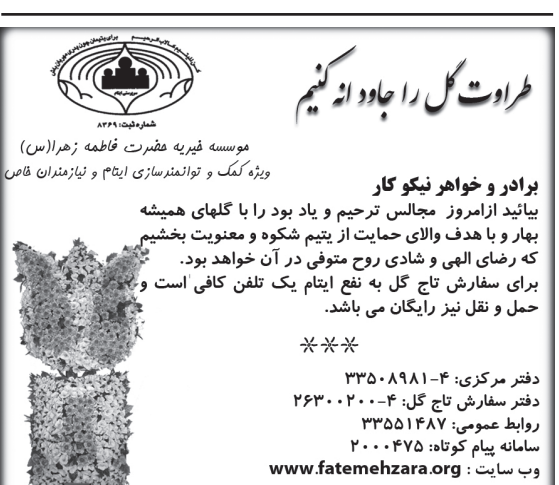 طراوت گل را جاودانه کنیم
شماره ثبت: ۸۳۶۹
موسسه خیریه حضرت فاطمه زهرا(س)
ویژه کمک و توانمندسازی ایتام و نیازمندان خاص
برادر و خواهر نیکو کار
بیائید ازامروز مجالس ترحیم و یاد بود را با گلهای همیشه
بهار و با هدف والای حمایت از یتیم شکوه و معنویت بخشیم
که رضای الهی و شادی روح متوفی در آن خواهد بود.
برای سفارش تاج گل به نفع ایتام یک تلفن کافی است و
حمل و نقل نیز رایگان می باشد.
دفتر مرکزی: ۴-۳۳۵۰۸۹۸۱
دفتر سفارش تاج گل: ۴-۲۶۳۰۰۲۰۰
روابط عمومی: ۳۳۵۵۱۴۸۷
سامانه پیام کوتاه: ۲۰۰۰۴۷۵
وب سایت : www.fatemehzara.org